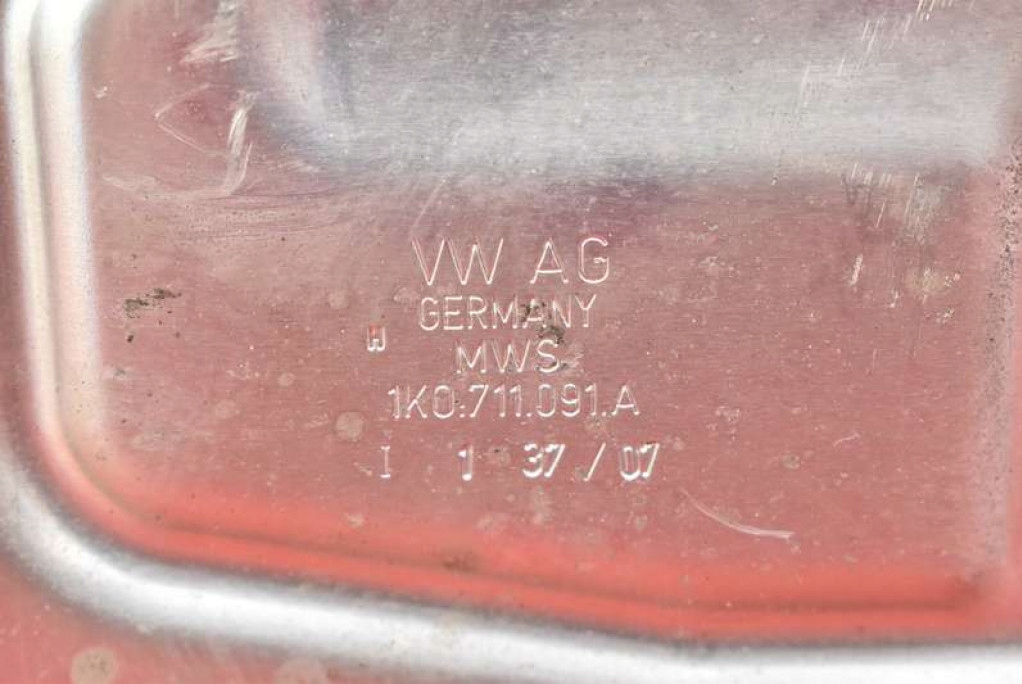 VW AG
GERMANY
W
MWS
1K0.711.091.A
I 1 37 / 07